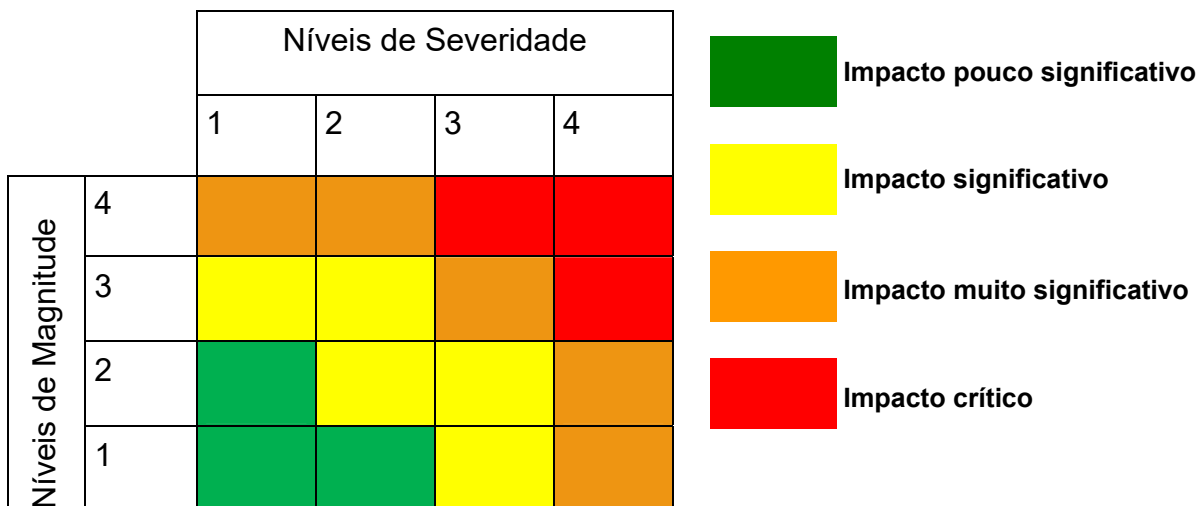 Níveis de Severidade
1 2 3 4
Níveis de Magnitude
4
3
2
1
Impacto pouco significativo
Impacto significativo
Impacto muito significativo
Impacto crítico